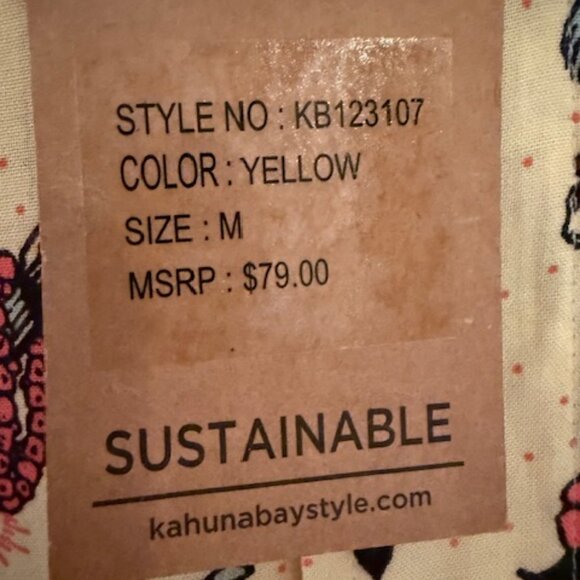 STYLE NO : KB123107
COLOR : YELLOW
SIZE : M
MSRP : $79.00
SUSTAINABLE
kahunabaystyle.com